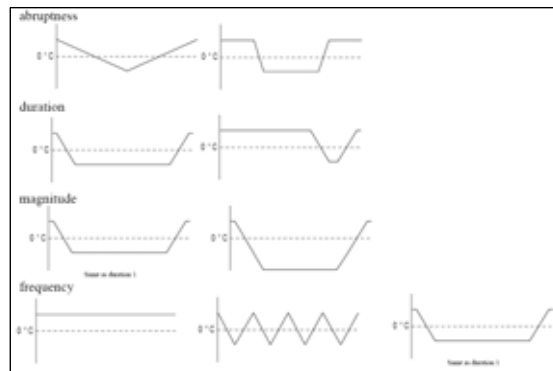 abruptness
0 °C
0 °C
duration
0 °C
0 °C
magnitude
0 °C
0 °C
Same as duration 1
frequency
0 °C
0 °C
0 °C
Same as duration 1